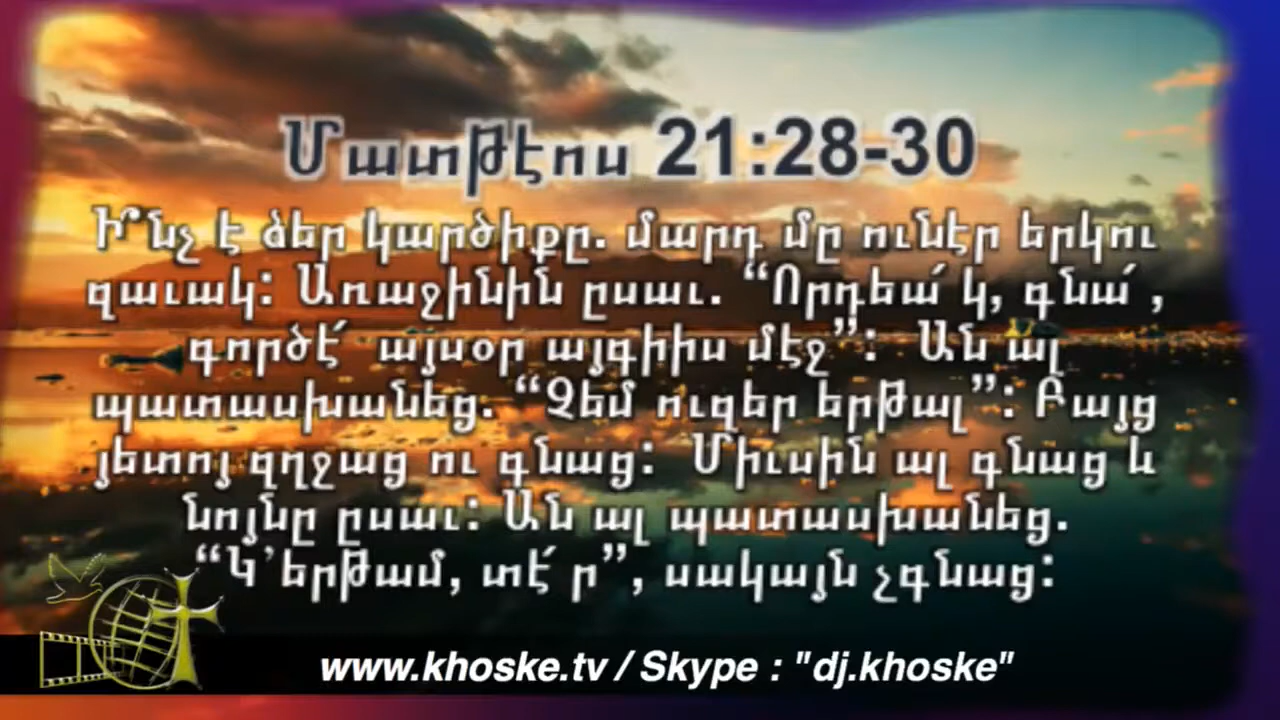 Մատթէոս 21:28-30
Ի՞նչ է ձեր կարծիքը. մարդ մը ունէր երկու
զաւակ: Առաջինին ըսաւ. “Որդեա՛կ, գնա՛,
գործէ՛ այսօր այգիիս մէջ”: Ան ալ
պատասխանեց. “Չեմ ուզեր երթալ”: Բայց
յետոյ զղջաց ու գնաց: Միւսին ալ գնաց և
նոյնը ըսաւ: Ան ալ պատասխանեց.
“Կ’երթամ, տէ՛ր”, սակայն չգնաց:
www.khoske.tv / Skype : "dj.khoske"